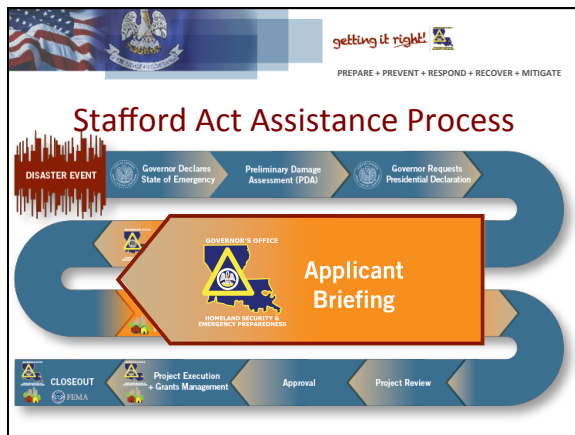 getting it right!
PREPARE + PREVENT + RESPOND + RECOVER + MITIGATE
Stafford Act Assistance Process
DISASTER EVENT
Governor Declares
State of Emergency
Preliminary Damage
Assessment (PDA)
Governor Requests
Presidential Declaration
GOVERNOR'S OFFICE
HOMELAND SECURITY &
EMERGENCY PREPAREDNESS
Applicant
Briefing
CLOSEOUT
FEMA
Project Execution
+ Grants Management
Approval
Project Review